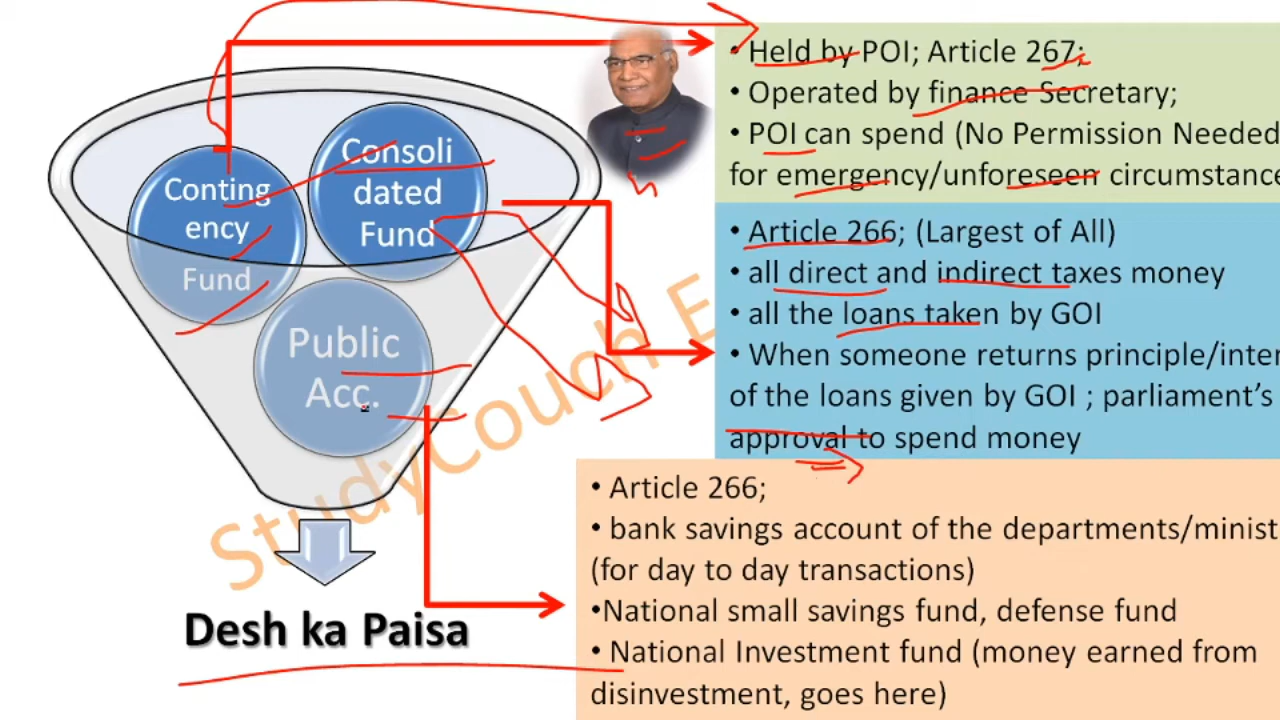 Conting
ency
Fund
Consoli
dated
Fund
Public
Acc.
Desh ka Paisa
• Held by POI; Article 267;
• Operated by finance Secretary;
• POI can spend (No Permission Needed
for emergency/unforeseen circumstance
• Article 266; (Largest of All)
• all direct and indirect taxes money
• all the loans taken by GOI
• When someone returns principle/inter
of the loans given by GOI ; parliament’s
approval to spend money
• Article 266;
• bank savings account of the departments/minist
(for day to day transactions)
•National small savings fund, defense fund
• National Investment fund (money earned from
disinvestment, goes here)
StudyCouch E